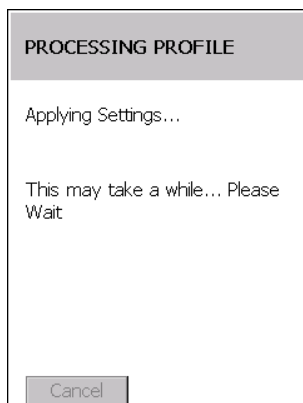 PROCESSING PROFILE
Applying Settings...
This may take a while... Please
Wait
Cancel